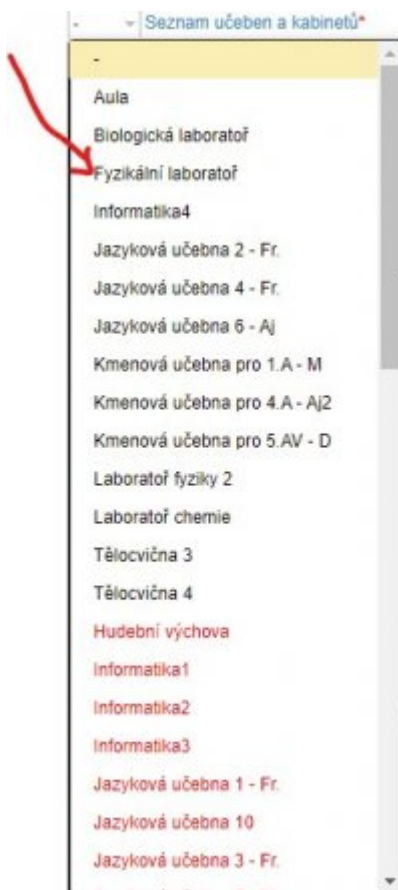 - Seznam učeben a kabinetů*
-
Aula
Biologická laboratoř
Fyzikální laboratoř
Informatika4
Jazyková učebna 2 - Fr.
Jazyková učebna 4 - Fr.
Jazyková učebna 6 - Aj
Kmenová učebna pro 1.A - M
Kmenová učebna pro 4.A - Aj2
Kmenová učebna pro 5.AV - D
Laboratoř fyziky 2
Laboratoř chemie
Tělocvična 3
Tělocvična 4
Hudební výchova
Informatika1
Informatika2
Informatika3
Jazyková učebna 1 - Fr.
Jazyková učebna 10
Jazyková učebna 3 - Fr.